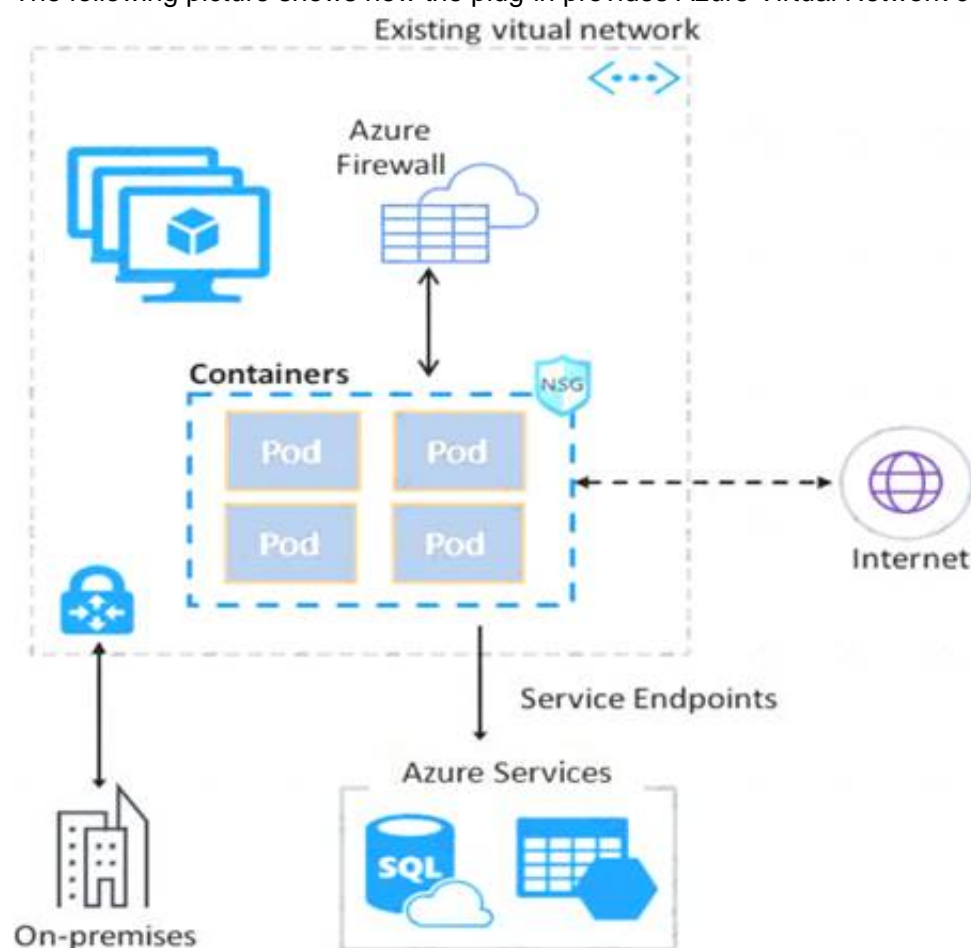 Existing vitual network
Azure
Firewall
Containers
NSG
Pod
Pod
Pod
Pod
Internet
Service Endpoints
Azure Services
SQL
On-premises